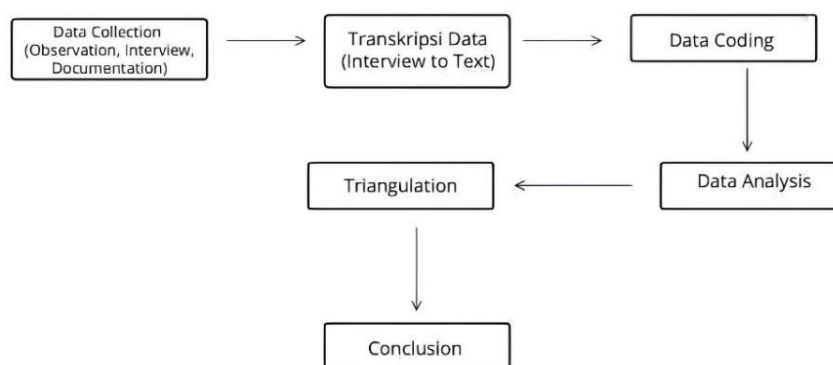 Data Collection
(Observation, Interview,
Documentation)
Transkripsi Data
(Interview to Text)
Data Coding
Data Analysis
Triangulation
Conclusion